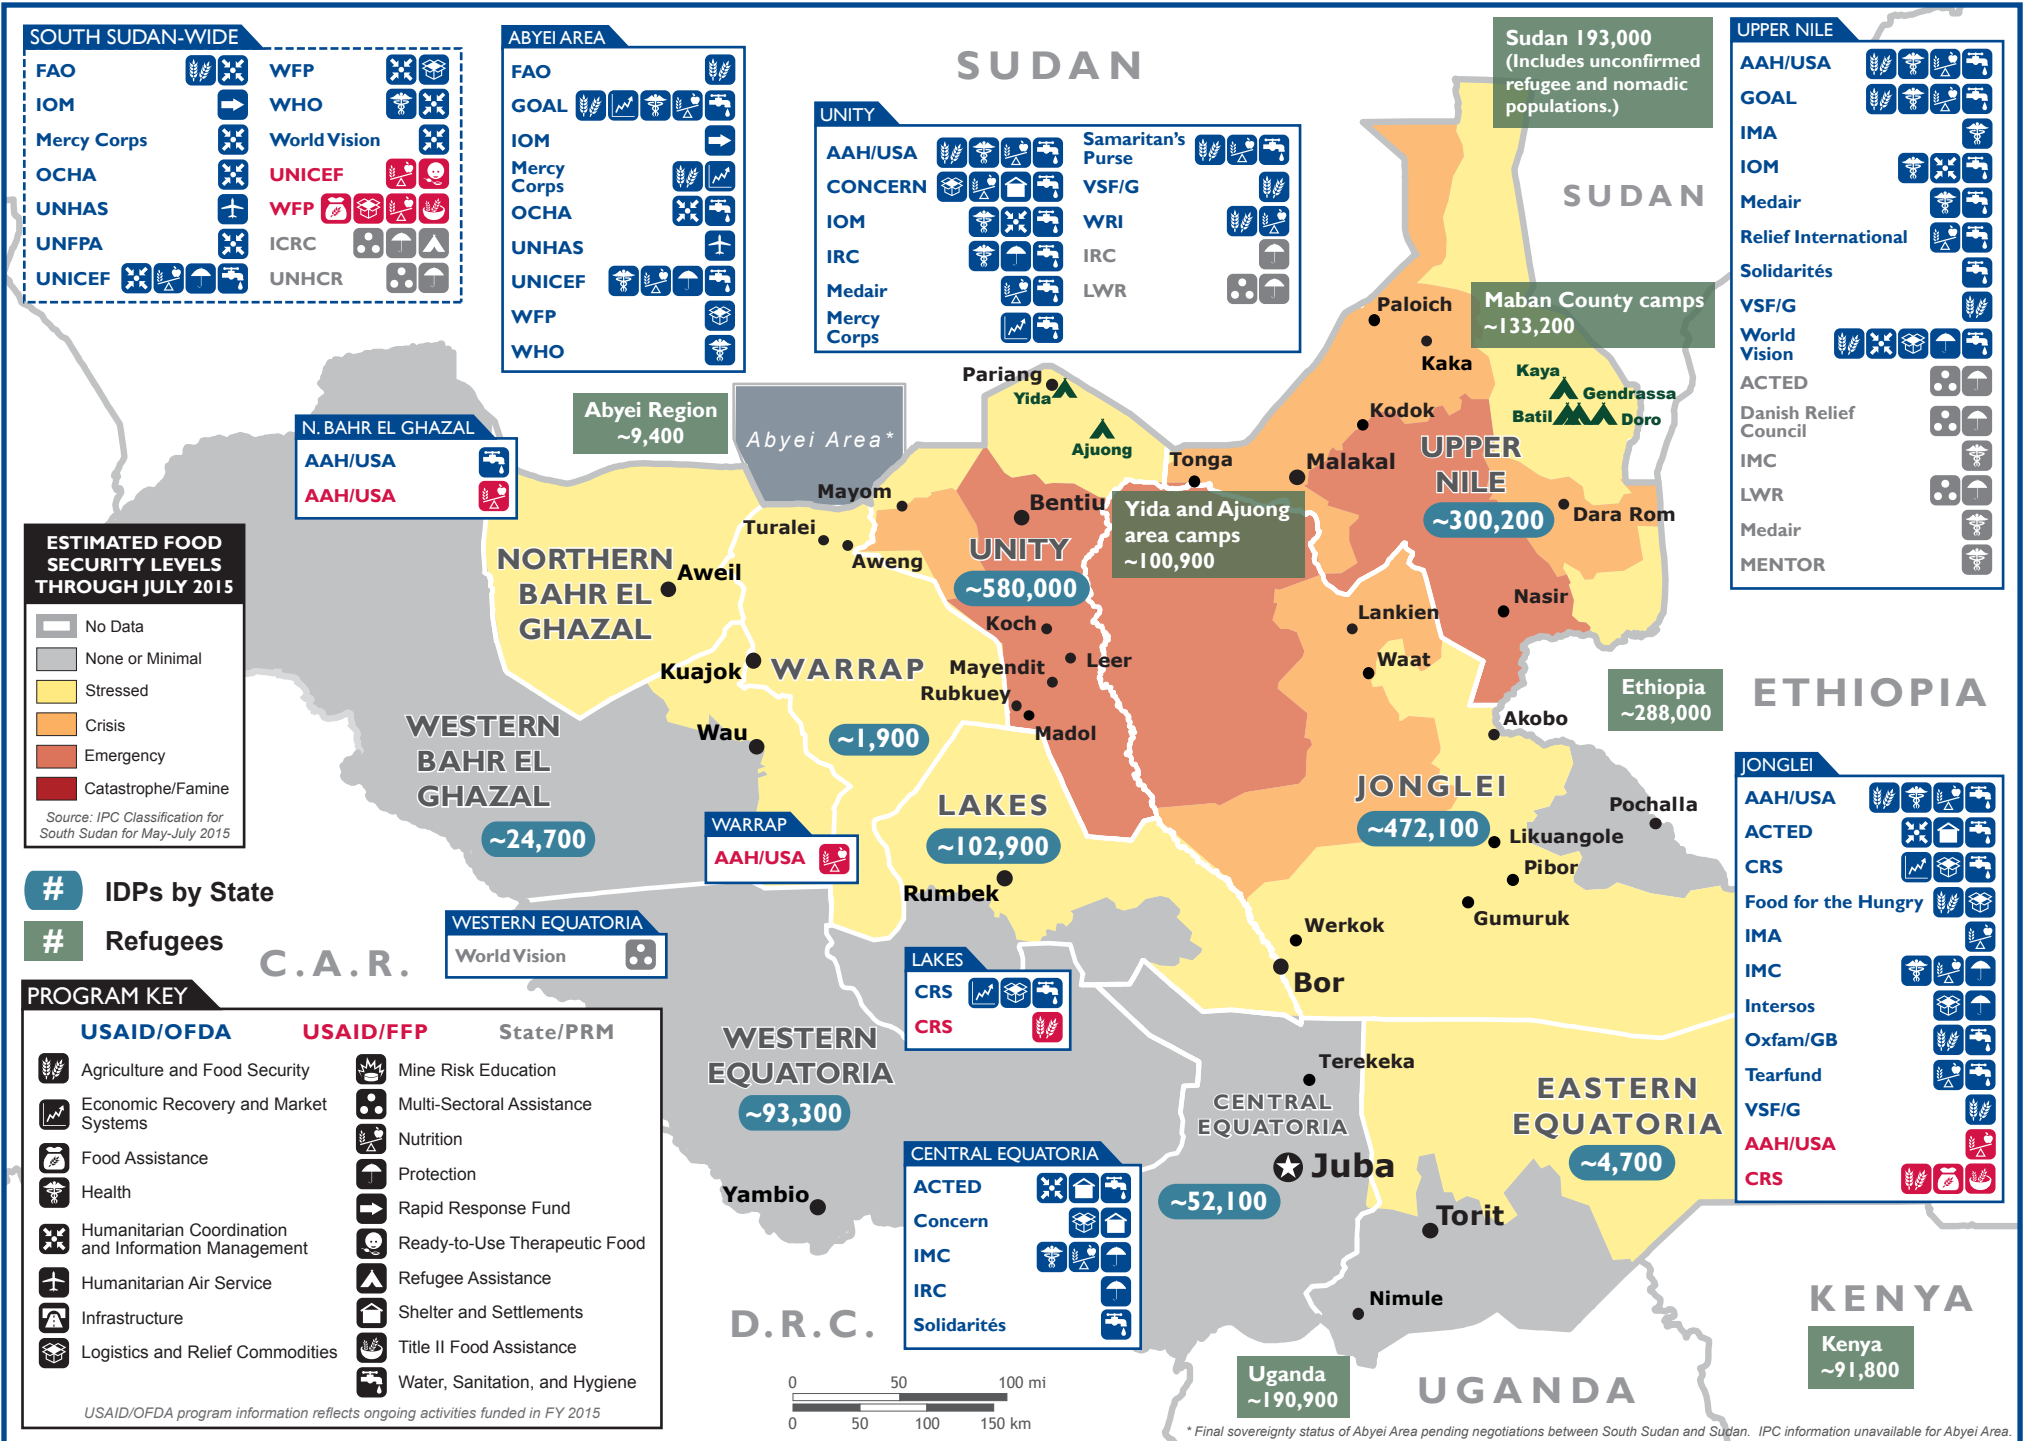 SOUTH SUDAN-WIDE
FAO
IOM
Mercy Corps
OCHA
UNHAS
UNFPA
UNICEF
WFP
WHO
World Vision
UNICEF
WFP
ICRC
UNHCR
ABYEI AREA
FAO
GOAL
IOM
Mercy
Corps
OCHA
UNHAS
UNICEF
WFP
WHO
SUDAN
UNITY
AAH/USA
CONCERN
IOM
IRC
Medair
Mercy
Corps
Samaritan's
Purse
VSF/G
WRI
IRC
LWR
Sudan 193,000
(Includes unconfirmed
refugee and nomadic
populations.)
SUDAN
UPPER NILE
AAH/USA
GOAL
IMA
IOM
Medair
Relief International
Solidarités
VSF/G
World
Vision
ACTED
Danish Relief
Council
IMC
LWR
Medair
MENTOR
Maban County camps
~133,200
Paloich
Kaka
Kaya
Gendrassa
Batil
Doro
Kodok
UPPER
NILE
~300,200
Malakal
Tonga
Dara Rom
Nasir
Pariang
Yida
Ajuong
Yida and Ajuong
area camps
~100,900
Abyei Region
~9,400
Abyei Area*
N. BAHR EL GHAZAL
AAH/USA
AAH/USA
Mayom
Bentiu
Turalei
Aweng
UNITY
~580,000
NORTHERN
BAHR EL
GHAZAL
Aweil
Koch
Leer
Mayendit
Rubkuey
Madol
Kuajok
WARRAP
~1,900
Lankien
Waat
Akobo
Ethiopia
~288,000
ETHIOPIA
ESTIMATED FOOD
SECURITY LEVELS
THROUGH JULY 2015
No Data
None or Minimal
Stressed
Crisis
Emergency
Catastrophe/Famine
Source: IPC Classification for
South Sudan for May-July 2015
WESTERN
BAHR EL
GHAZAL
~24,700
Wau
WARRAP
AAH/USA
LAKES
~102,900
Rumbek
JONGLEI
~472,100
Pochalla
Likuangole
Pibor
Gumuruk
Werkok
Bor
JONGLEI
AAH/USA
ACTED
CRS
Food for the Hungry
IMA
IMC
Intersos
Oxfam/GB
Tearfund
VSF/G
AAH/USA
CRS
# IDPs by State
# Refugees
C.A.R.
WESTERN EQUATORIA
World Vision
LAKES
CRS
CRS
PROGRAM KEY
USAID/OFDA
USAID/FFP
State/PRM
Agriculture and Food Security
Economic Recovery and Market
Systems
Food Assistance
Health
Humanitarian Coordination
and Information Management
Humanitarian Air Service
Infrastructure
Logistics and Relief Commodities
Mine Risk Education
Multi-Sectoral Assistance
Nutrition
Protection
Rapid Response Fund
Ready-to-Use Therapeutic Food
Refugee Assistance
Shelter and Settlements
Title II Food Assistance
Water, Sanitation, and Hygiene
USAID/OFDA program information reflects ongoing activities funded in FY 2015
WESTERN
EQUATORIA
~93,300
Yambio
CENTRAL EQUATORIA
ACTED
Concern
IMC
IRC
Solidarités
Terekeka
CENTRAL
EQUATORIA
Juba
~52,100
EASTERN
EQUATORIA
~4,700
Torit
Nimule
D.R.C.
0 50 100 mi
0 50 100 150 km
Uganda
~190,900
UGANDA
KENYA
Kenya
~91,800
* Final sovereignty status of Abyei Area pending negotiations between South Sudan and Sudan. IPC information unavailable for Abyei Area.